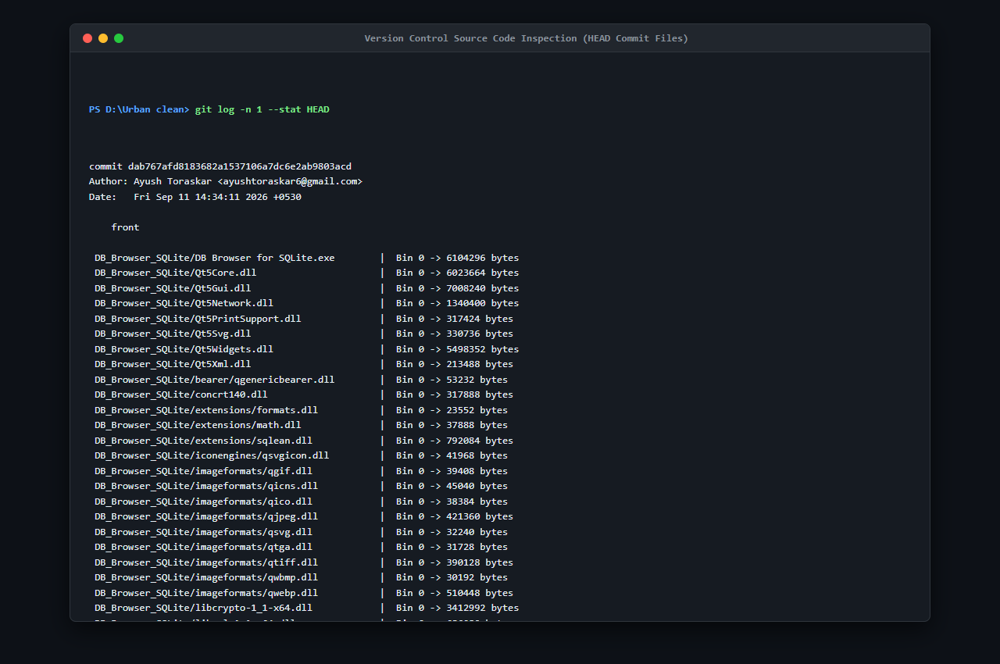 Version Control Source Code Inspection (HEAD Commit Files)
PS D:\Urban clean> git log -n 1 --stat HEAD
commit dab767afd8183682a1537106a7dc6e2ab9803acd
Author: Ayush Toraskar <ayushtoraskar6@gmail.com>
Date:   Fri Sep 11 14:34:11 2026 +0530
front
DB_Browser_SQLite/DB Browser for SQLite.exe        |  Bin 0 -> 6104296 bytes
DB_Browser_SQLite/Qt5Core.dll                      |  Bin 0 -> 6023664 bytes
DB_Browser_SQLite/Qt5Gui.dll                       |  Bin 0 -> 7008240 bytes
DB_Browser_SQLite/Qt5Network.dll                   |  Bin 0 -> 1340400 bytes
DB_Browser_SQLite/Qt5PrintSupport.dll              |  Bin 0 -> 317424 bytes
DB_Browser_SQLite/Qt5Svg.dll                       |  Bin 0 -> 330736 bytes
DB_Browser_SQLite/Qt5Widgets.dll                   |  Bin 0 -> 5498352 bytes
DB_Browser_SQLite/Qt5Xml.dll                       |  Bin 0 -> 213488 bytes
DB_Browser_SQLite/bearer/qgenericbearer.dll        |  Bin 0 -> 53232 bytes
DB_Browser_SQLite/concrt140.dll                    |  Bin 0 -> 317888 bytes
DB_Browser_SQLite/extensions/formats.dll           |  Bin 0 -> 23552 bytes
DB_Browser_SQLite/extensions/math.dll              |  Bin 0 -> 37888 bytes
DB_Browser_SQLite/extensions/sqlean.dll            |  Bin 0 -> 792084 bytes
DB_Browser_SQLite/iconengines/qsvgicon.dll         |  Bin 0 -> 41968 bytes
DB_Browser_SQLite/imageformats/qgif.dll            |  Bin 0 -> 39408 bytes
DB_Browser_SQLite/imageformats/qicns.dll           |  Bin 0 -> 45040 bytes
DB_Browser_SQLite/imageformats/qico.dll            |  Bin 0 -> 38384 bytes
DB_Browser_SQLite/imageformats/qjpeg.dll           |  Bin 0 -> 421360 bytes
DB_Browser_SQLite/imageformats/qsvg.dll            |  Bin 0 -> 32240 bytes
DB_Browser_SQLite/imageformats/qtga.dll            |  Bin 0 -> 31728 bytes
DB_Browser_SQLite/imageformats/qtiff.dll           |  Bin 0 -> 390128 bytes
DB_Browser_SQLite/imageformats/qwbmp.dll           |  Bin 0 -> 30192 bytes
DB_Browser_SQLite/imageformats/qwebp.dll           |  Bin 0 -> 510448 bytes
DB_Browser_SQLite/libcrypto-1_1-x64.dll            |  Bin 0 -> 3412992 bytes